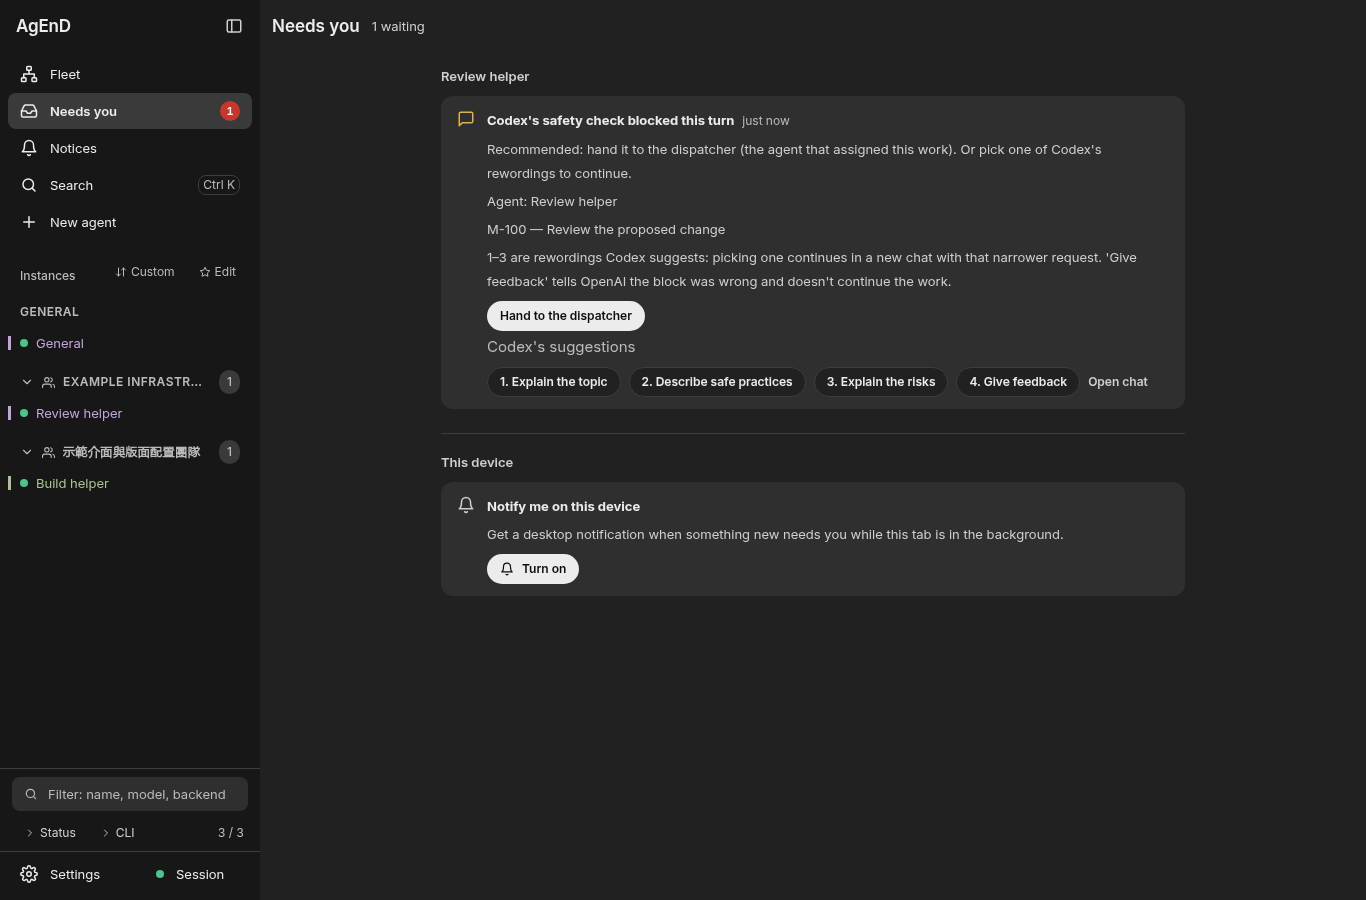 AgEnD
Fleet
Needs you 1
Notices
Search Ctrl K
New agent
Instances Custom Edit
GENERAL
General
EXAMPLE INFRASTR... 1
Review helper
示範介面與版面配置團隊 1
Build helper
Filter: name, model, backend
Status CLI 3 / 3
Settings Session
Needs you 1 waiting
Review helper
Codex's safety check blocked this turn just now
Recommended: hand it to the dispatcher (the agent that assigned this work). Or pick one of Codex's
rewordings to continue.
Agent: Review helper
M-100 — Review the proposed change
1–3 are rewordings Codex suggests: picking one continues in a new chat with that narrower request. 'Give
feedback' tells OpenAI the block was wrong and doesn't continue the work.
Hand to the dispatcher
Codex's suggestions
1. Explain the topic 2. Describe safe practices 3. Explain the risks 4. Give feedback Open chat
This device
Notify me on this device
Get a desktop notification when something new needs you while this tab is in the background.
Turn on